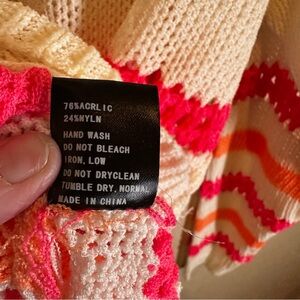 76%ACRLIC
24%NYLN
HAND WASH
DO NOT BLEACH
IRON, LOW
DO NOT DRYCLEAN
TUMBLE DRY, NORMAL
MADE IN CHINA